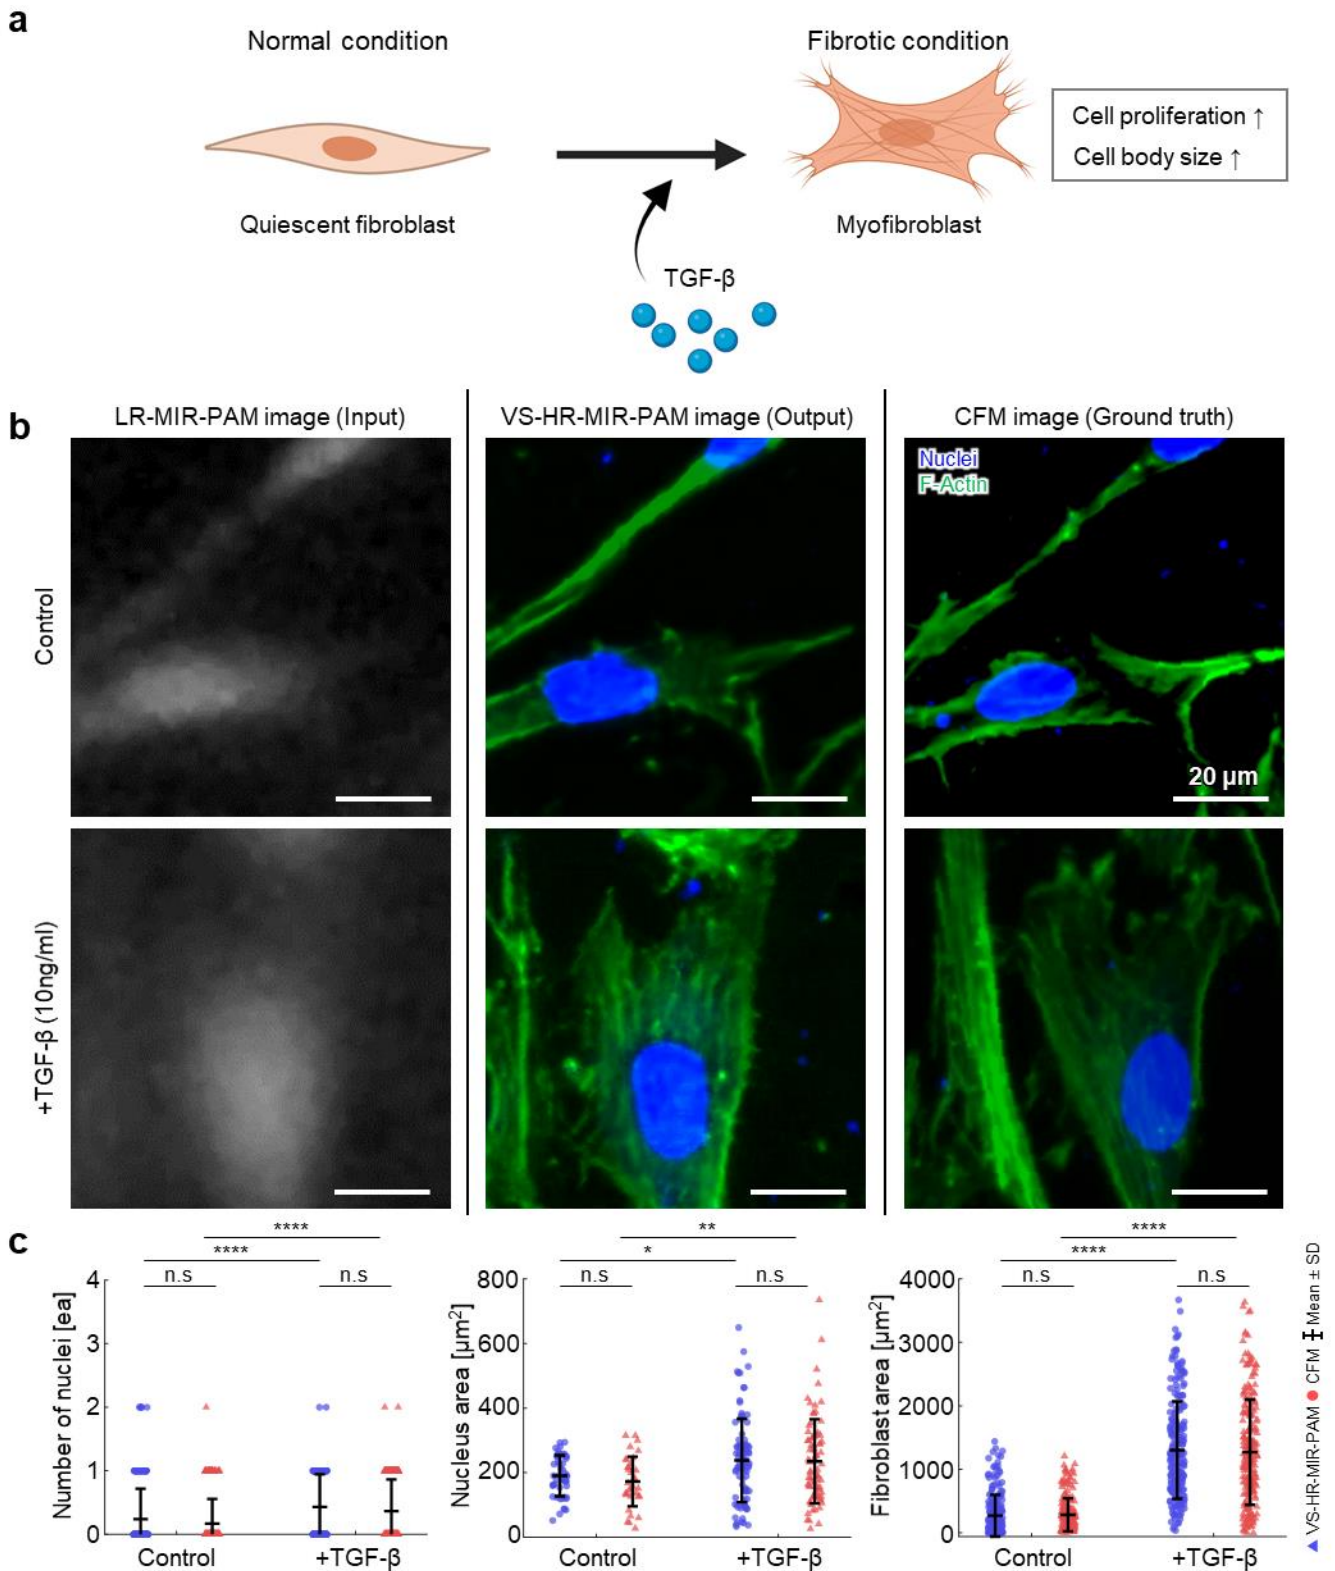 a
Normal condition
Fibrotic condition
Cell proliferation ↑
Cell body size ↑
Quiescent fibroblast
Myofibroblast
TGF-β
b
LR-MIR-PAM image (Input)
VS-HR-MIR-PAM image (Output)
CFM image (Ground truth)
Control
Nuclei
F-Actin
20 μm
+TGF-β (10ng/ml)
c
****
****
n.s
n.s
Number of nuclei [ea]
4
3
2
1
0
Control
+TGF-β
**
*
n.s
n.s
Nucleus area [μm²]
800
600
400
200
0
Control
+TGF-β
****
****
n.s
n.s
Fibroblast area [μm²]
4000
3000
2000
1000
0
Control
+TGF-β
VS-HR-MIR-PAM CFM Mean ± SD